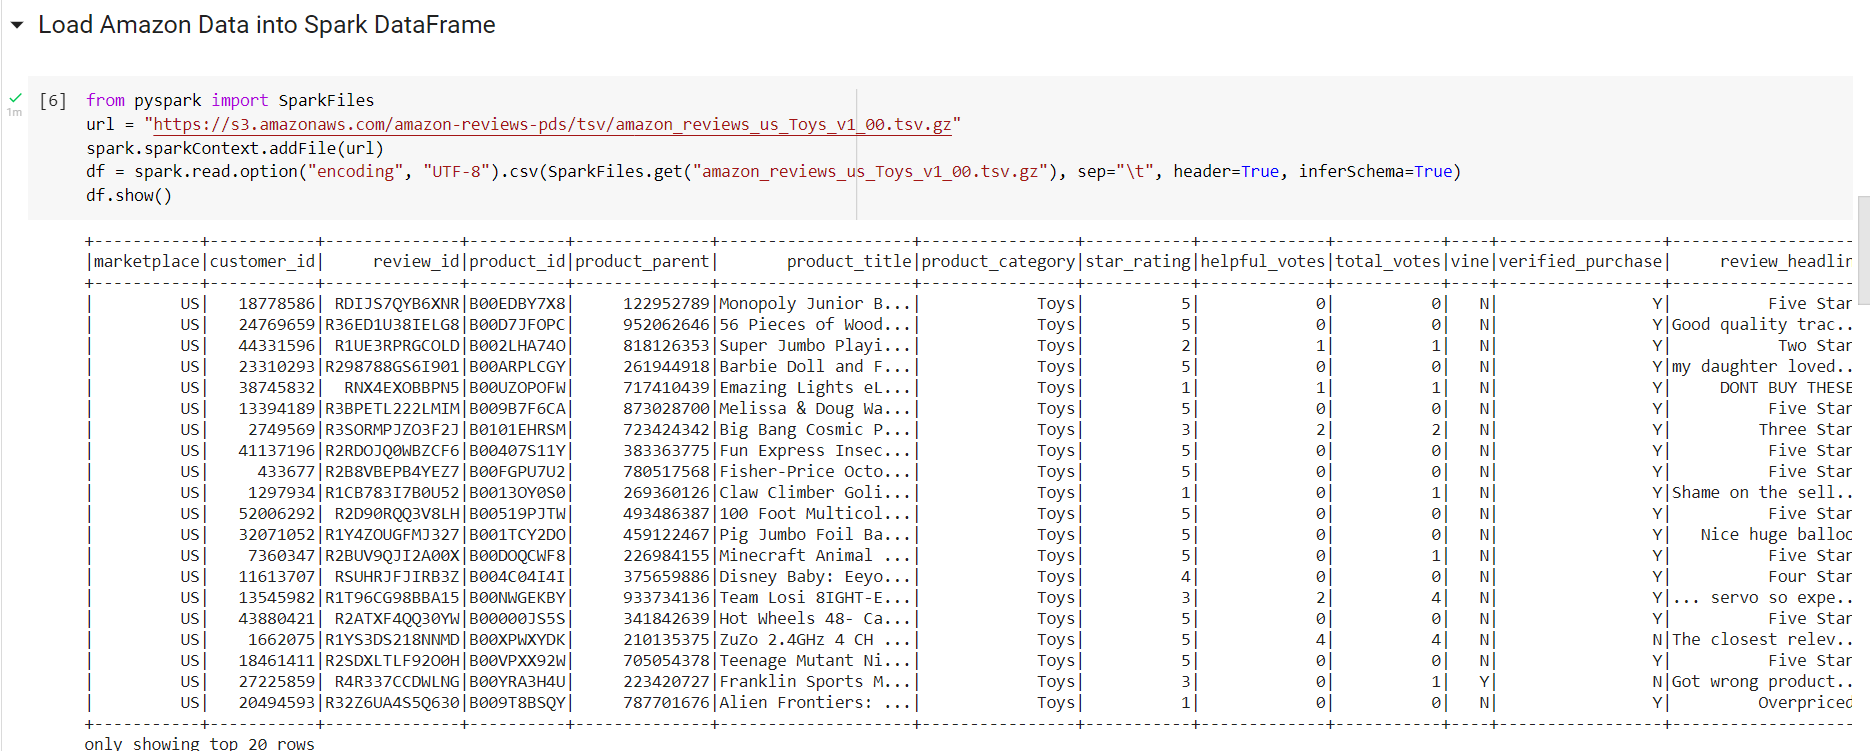 Load Amazon Data into Spark DataFrame
[6] from pyspark import SparkFiles
1m
url = "https://s3.amazonaws.com/amazon-reviews-pds/tsv/amazon_reviews_us_Toys_v1_00.tsv.gz"
spark.sparkContext.addFile(url)
df = spark.read.option("encoding", "UTF-8").csv(SparkFiles.get("amazon_reviews_us_Toys_v1_00.tsv.gz"), sep="\t", header=True, inferSchema=True)
df.show()
+-----------+-----------+--------------+----------+--------------+--------------------+----------------+-----------+-------------+-----------+----+-----------------+-------------------
|marketplace|customer_id|     review_id|product_id|product_parent|       product_title|product_category|star_rating|helpful_votes|total_votes|vine|verified_purchase|     review_headlin
+-----------+-----------+--------------+----------+--------------+--------------------+----------------+-----------+-------------+-----------+----+-----------------+-------------------
|         US|   18778586| RDIJS7QYB6XNR|B00EDBY7X8|     122952789|Monopoly Junior B...|            Toys|          5|            0|          0|   N|                Y|          Five Star
|         US|   24769659|R36ED1U38IELG8|B00D7JFOPC|     952062646|56 Pieces of Wood...|            Toys|          5|            0|          0|   N|                Y|Good quality trac..
|         US|   44331596| R1UE3RPRGCOLD|B002LHA74O|     818126353|Super Jumbo Playi...|            Toys|          2|            1|          1|   N|                Y|           Two Star
|         US|   23310293|R298788GS6I901|B00ARPLCGY|     261944918|Barbie Doll and F...|            Toys|          5|            0|          0|   N|                Y|my daughter loved..
|         US|   38745832| RNX4EXOBBPN5|B00UZOPOFW|     717410439|Emazing Lights eL...|            Toys|          1|            1|          1|   N|                Y|     DONT BUY THESE
|         US|   13394189|R3BPETL222LMIM|B009B7F6CA|     873028700|Melissa & Doug Wa...|            Toys|          5|            0|          0|   N|                Y|          Five Star
|         US|    2749569|R3SORMPJZO3F2J|B0101EHRSM|     723424342|Big Bang Cosmic P...|            Toys|          3|            2|          2|   N|                Y|         Three Star
|         US|   41137196|R2RDOJQ0WBZCF6|B00407S11Y|     383363775|Fun Express Insec...|            Toys|          5|            0|          0|   N|                Y|          Five Star
|         US|     433677|R2B8VBEPB4YEZ7|B00FGPU7U2|     780517568|Fisher-Price Octo...|            Toys|          5|            0|          0|   N|                Y|          Five Star
|         US|    1297934|R1CB783I7B0U52|B0013OY0S0|     269360126|Claw Climber Goli...|            Toys|          1|            0|          1|   N|                Y|Shame on the sell..
|         US|   52006292| R2D90RQQ3V8LH|B00519PJTW|     493486387|100 Foot Multicol...|            Toys|          5|            0|          0|   N|                Y|          Five Star
|         US|   32071052|R1Y4ZOUGFMJ327|B001TCY2DO|     459122467|Pig Jumbo Foil Ba...|            Toys|          5|            0|          0|   N|                Y|   Nice huge balloo
|         US|    7360347|R2BUV9QJI2A00X|B00DOQCWF8|     226984155|Minecraft Animal ...|            Toys|          5|            0|          1|   N|                Y|          Five Star
|         US|   11613707| RSUHRJFJIRB3Z|B004C04I4I|     375659886|Disney Baby: Eeyo...|            Toys|          4|            0|          0|   N|                Y|          Four Star
|         US|   13545982|R1T96CG98BBA15|B00NWGEKBY|     933734136|Team Losi 8IGHT-E...|            Toys|          3|            2|          4|   N|                Y|... servo so expe..
|         US|   43880421| R2ATXF4QQ30YW|B00000JS5S|     341842639|Hot Wheels 48- Ca...|            Toys|          5|            0|          0|   N|                Y|          Five Star
|         US|    1662075|R1YS3DS218NNMD|B00XPWXYDK|     210135375|ZuZo 2.4GHz 4 CH ...|            Toys|          5|            4|          4|   N|                N|The closest relev..
|         US|   18461411|R2SDXLTLF92O0H|B00VPXX92W|     705054378|Teenage Mutant Ni...|            Toys|          5|            0|          0|   N|                Y|          Five Star
|         US|   27225859| R4R337CCDWLNG|B00YRA3H4U|     223420727|Franklin Sports M...|            Toys|          3|            0|          1|   Y|                N|Got wrong product..
|         US|   20494593|R32Z6UA4S5Q630|B009T8BSQY|     787701676|Alien Frontiers: ...|            Toys|          1|            0|          0|   N|                Y|         Overpriced
+-----------+-----------+--------------+----------+--------------+--------------------+----------------+-----------+-------------+-----------+----+-----------------+-------------------
only showing top 20 rows